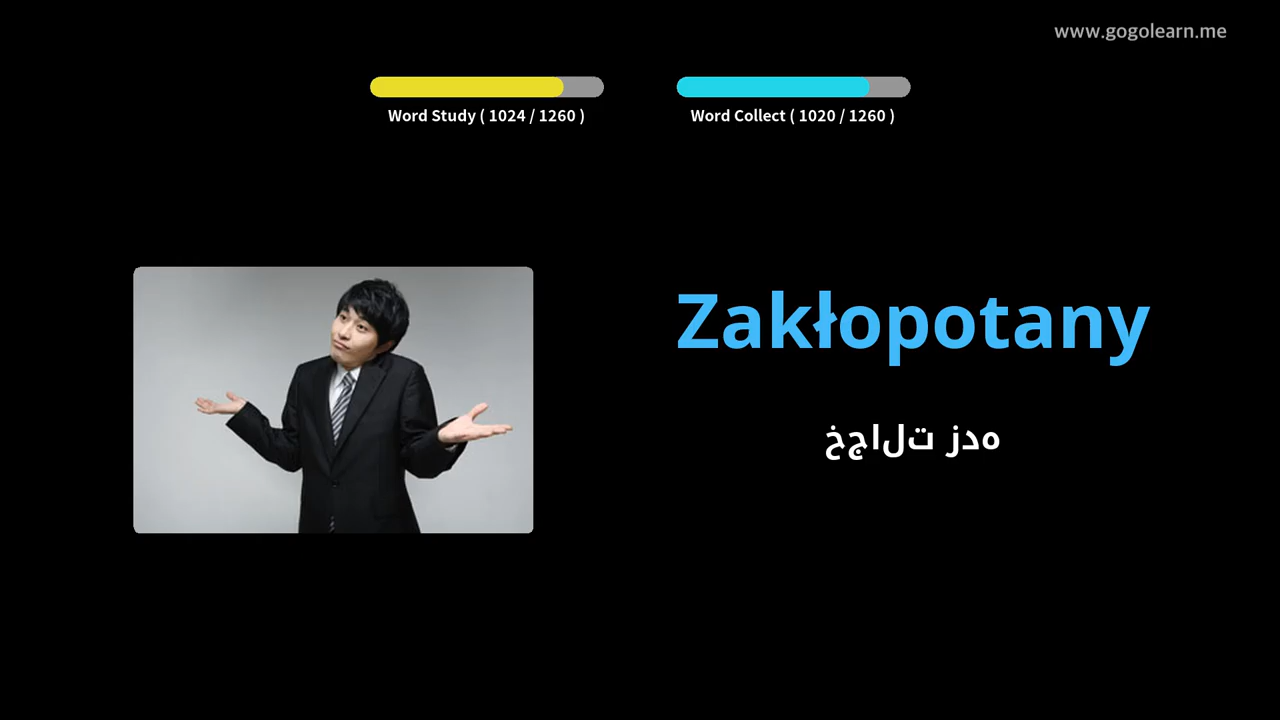 www.gogolearn.me
Word Study ( 1024 / 1260 )
Word Collect ( 1020 / 1260 )
Zakłopotany
خجالت زده